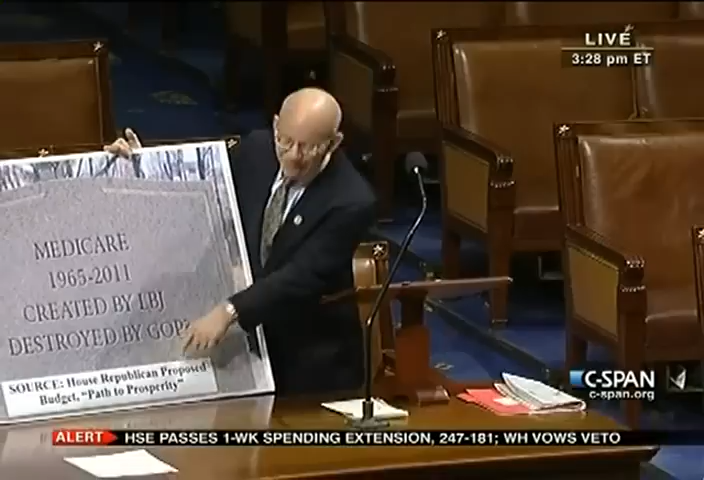 LIVE
3:28 pm ET
MEDICARE
1965-2011
CREATED BY LBJ
DESTROYED BY GOP
SOURCE: House Republican Proposed
Budget, "Path to Prosperity"
C-SPAN
c-span.org
ALERT HSE PASSES 1-WK SPENDING EXTENSION, 247-181; WH VOWS VETO